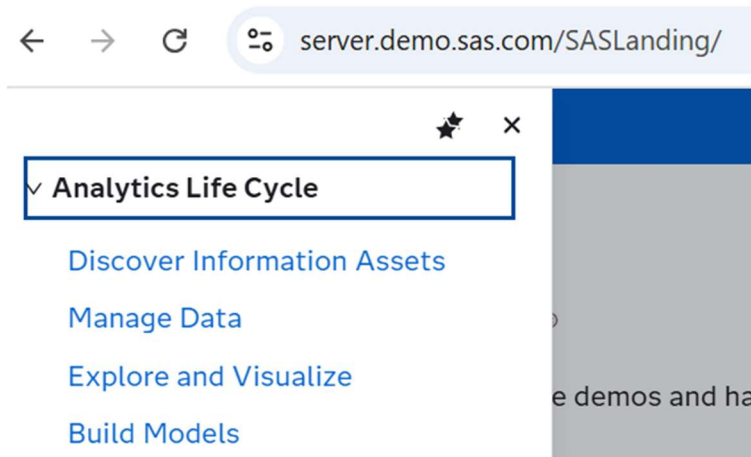 server.demo.sas.com/SASLanding/
Analytics Life Cycle
Discover Information Assets
Manage Data
Explore and Visualize
e demos and ha
Build Models